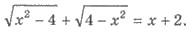 √(x² − 4) + √(4 − x²) = x + 2.